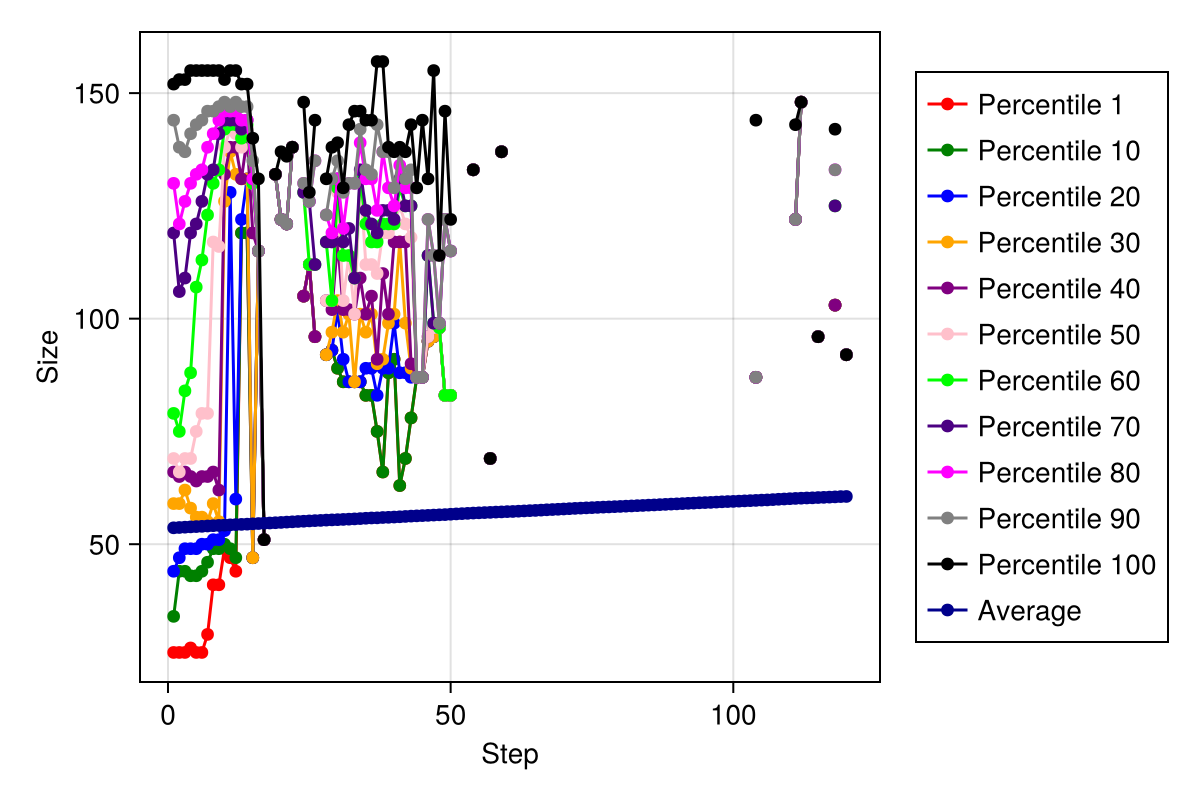 150
100
50
Size
0
50
100
Step
Percentile 1
Percentile 10
Percentile 20
Percentile 30
Percentile 40
Percentile 50
Percentile 60
Percentile 70
Percentile 80
Percentile 90
Percentile 100
Average